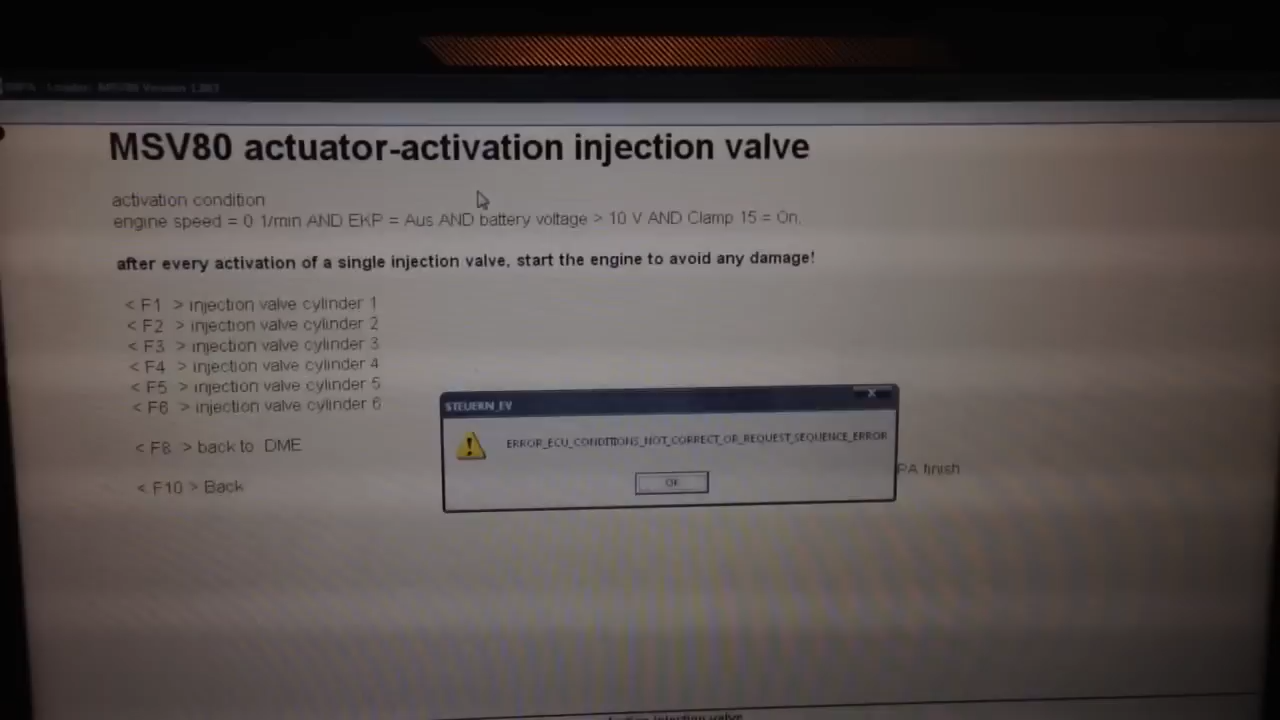 MSV80 actuator-activation injection valve
activation condition
engine speed = 0 1/min AND EKP = Aus AND battery voltage > 10 V AND Clamp 15 = On.
after every activation of a single injection valve, start the engine to avoid any damage!
< F1 > injection valve cylinder 1
< F2 > injection valve cylinder 2
< F3 > injection valve cylinder 3
< F4 > injection valve cylinder 4
< F5 > injection valve cylinder 5
< F6 > injection valve cylinder 6
STEUERN_EV
ERROR_ECU_CONDITIONS_NOT_CORRECT_OR_REQUEST_SEQUENCE_ERROR
OK
< F8 > back to DME
PA finish
< F10 > Back